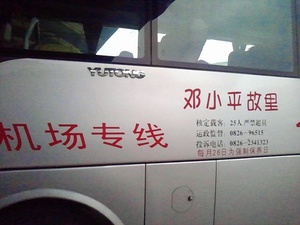 YUTONG
邓小平故里
机场专线
核定载客：25人 严禁超员
运政监督：0826-96515
投诉电话：0826-2341323
每月26日为强制保养日